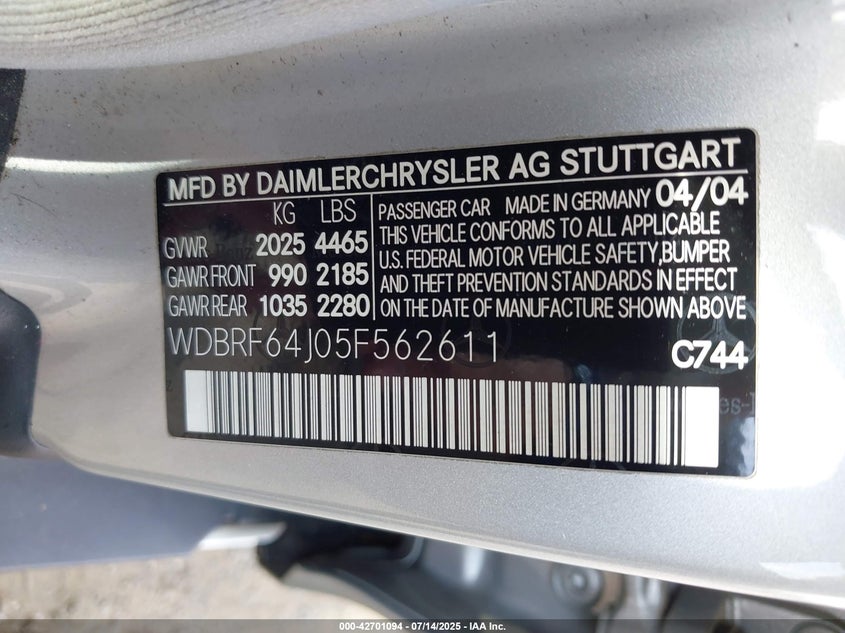 MFD BY DAIMLERCHRYSLER AG STUTTGART
KG LBS
GVWR 2025 4465
GAWR FRONT 990 2185
GAWR REAR 1035 2280
PASSENGER CAR MADE IN GERMANY 04/04
THIS VEHICLE CONFORMS TO ALL APPLICABLE
U.S. FEDERAL MOTOR VEHICLE SAFETY, BUMPER
AND THEFT PREVENTION STANDARDS IN EFFECT
ON THE DATE OF MANUFACTURE SHOWN ABOVE
WDBRF64J05F562611
C744
000-42701094 - 07/14/2025 - IAA, Inc.